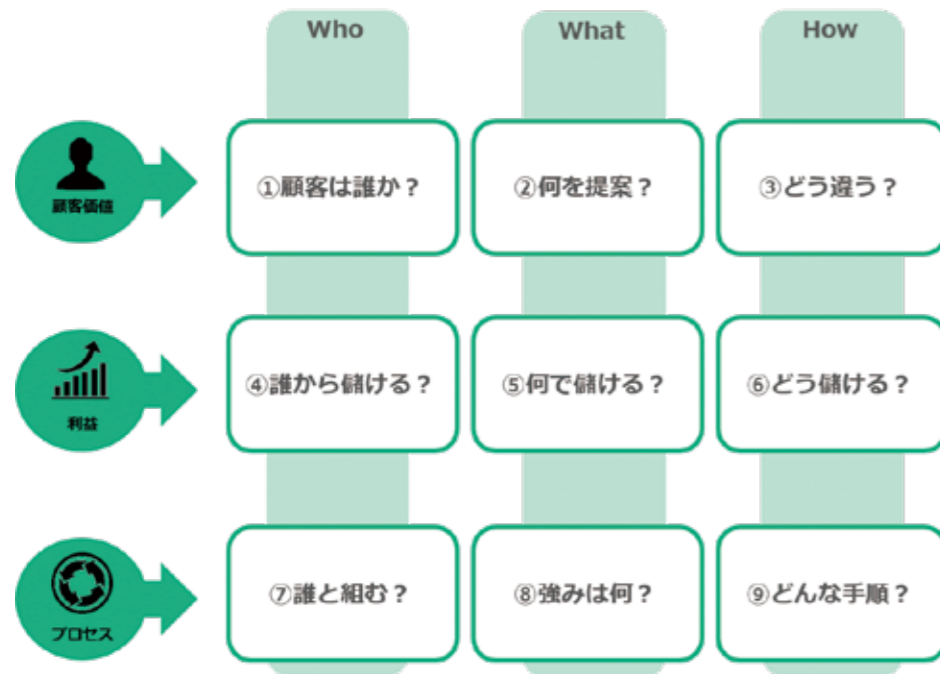 Who What How
顧客価値
①顧客は誰か？ ②何を提案？ ③どう違う？
利益
④誰から儲ける？ ⑤何で儲ける？ ⑥どう儲ける？
プロセス
⑦誰と組む？ ⑧強みは何？ ⑨どんな手順？